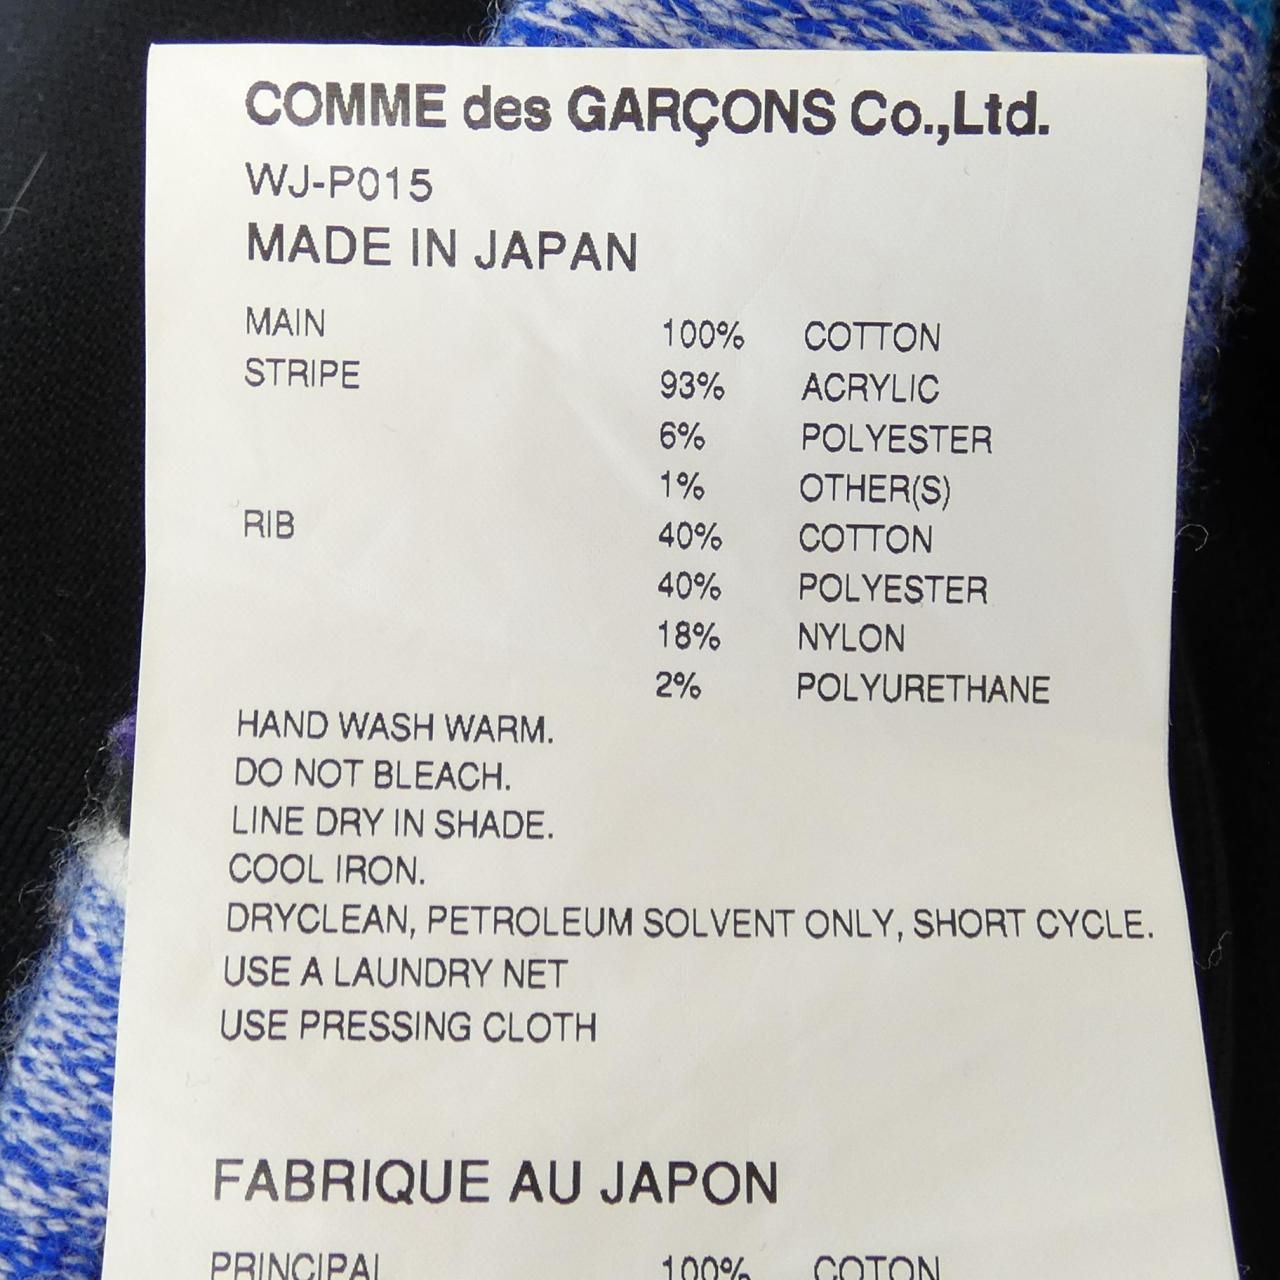 COMME des GARÇONS Co.,Ltd.
WJ-P015
MADE IN JAPAN
MAIN 100% COTTON
STRIPE 93% ACRYLIC
6% POLYESTER
1% OTHER(S)
RIB 40% COTTON
40% POLYESTER
18% NYLON
2% POLYURETHANE
HAND WASH WARM.
DO NOT BLEACH.
LINE DRY IN SHADE.
COOL IRON.
DRYCLEAN, PETROLEUM SOLVENT ONLY, SHORT CYCLE.
USE A LAUNDRY NET
USE PRESSING CLOTH
FABRIQUE AU JAPON
PRINCIPAL 100% COTON